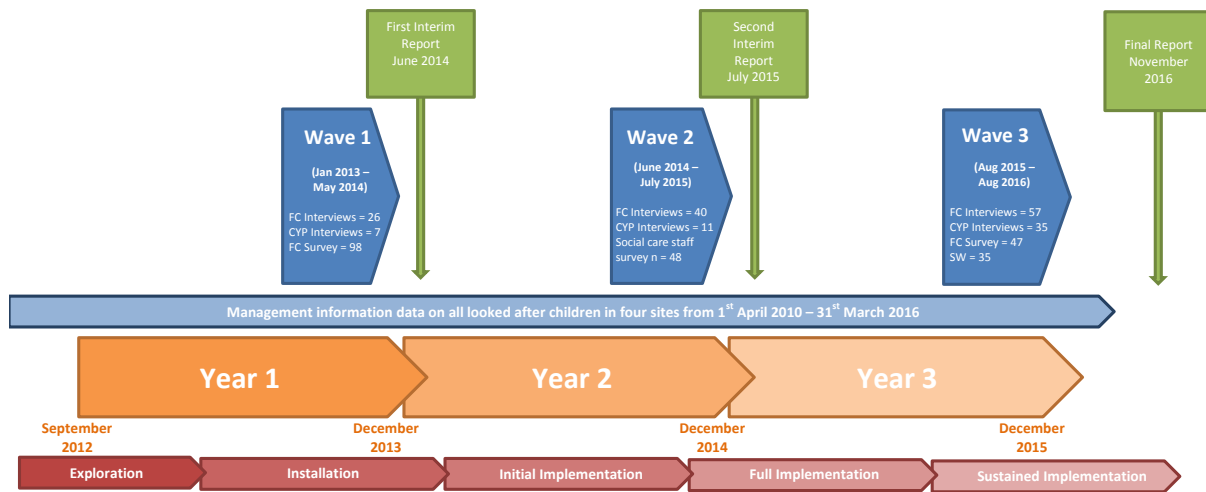 First Interim
Report
June 2014
Second
Interim
Report
July 2015
Final Report
November
2016
Wave 1
(Jan 2013 –
May 2014)
FC Interviews = 26
CYP Interviews = 7
FC Survey = 98
Wave 2
(June 2014 –
July 2015)
FC Interviews = 40
CYP Interviews = 11
Social care staff
survey n = 48
Wave 3
(Aug 2015 –
Aug 2016)
FC Interviews = 57
CYP Interviews = 35
FC Survey = 47
SW = 35
Management information data on all looked after children in four sites from 1st April 2010 – 31st March 2016
Year 1
Year 2
Year 3
September
2012
December
2013
December
2014
December
2015
Exploration
Installation
Initial Implementation
Full Implementation
Sustained Implementation